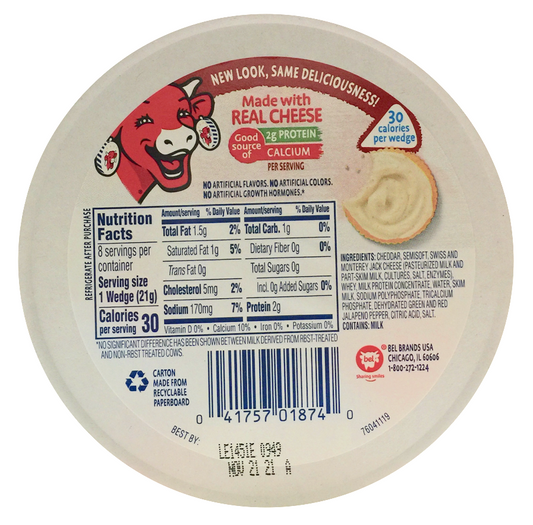 NEW LOOK, SAME DELICIOUSNESS!
Made with
REAL CHEESE
Good
source
of
2g PROTEIN
CALCIUM
PER SERVING
30
calories
per wedge
NO ARTIFICIAL FLAVORS. NO ARTIFICIAL COLORS.
NO ARTIFICIAL GROWTH HORMONES.*
REFRIGERATE AFTER PURCHASE
Nutrition
Facts
8 servings per
container
Serving size
1 Wedge (21g)
Calories
per serving 30
Amount/serving % Daily Value Amount/serving % Daily Value
Total Fat 1.5g 2% Total Carb. 1g 0%
Saturated Fat 1g 5% Dietary Fiber 0g 0%
Trans Fat 0g Total Sugars 0g
Cholesterol 5mg 2% Incl. 0g Added Sugars 0%
Sodium 170mg 7% Protein 2g
Vitamin D 0% • Calcium 10% • Iron 0% • Potassium 0%
*NO SIGNIFICANT DIFFERENCE HAS BEEN SHOWN BETWEEN MILK DERIVED FROM RBST-TREATED
AND NON-RBST TREATED COWS.
INGREDIENTS: CHEDDAR, SEMISOFT, SWISS AND
MONTEREY JACK CHEESE (PASTEURIZED MILK AND
PART-SKIM MILK, CULTURES, SALT, ENZYMES),
WHEY, MILK PROTEIN CONCENTRATE, WATER, SKIM
MILK, SODIUM POLYPHOSPHATE, TRICALCIUM
PHOSPHATE, DEHYDRATED GREEN AND RED
JALAPENO PEPPER, CITRIC ACID, SALT.
CONTAINS: MILK
bel
Sharing smiles
® BEL BRANDS USA
CHICAGO, IL 60606
1-800-272-1224
CARTON
MADE FROM
RECYCLABLE
PAPERBOARD
0 41757 01874 0
76041119
BEST BY:
LE1451E 0949
NOV 21 21 A